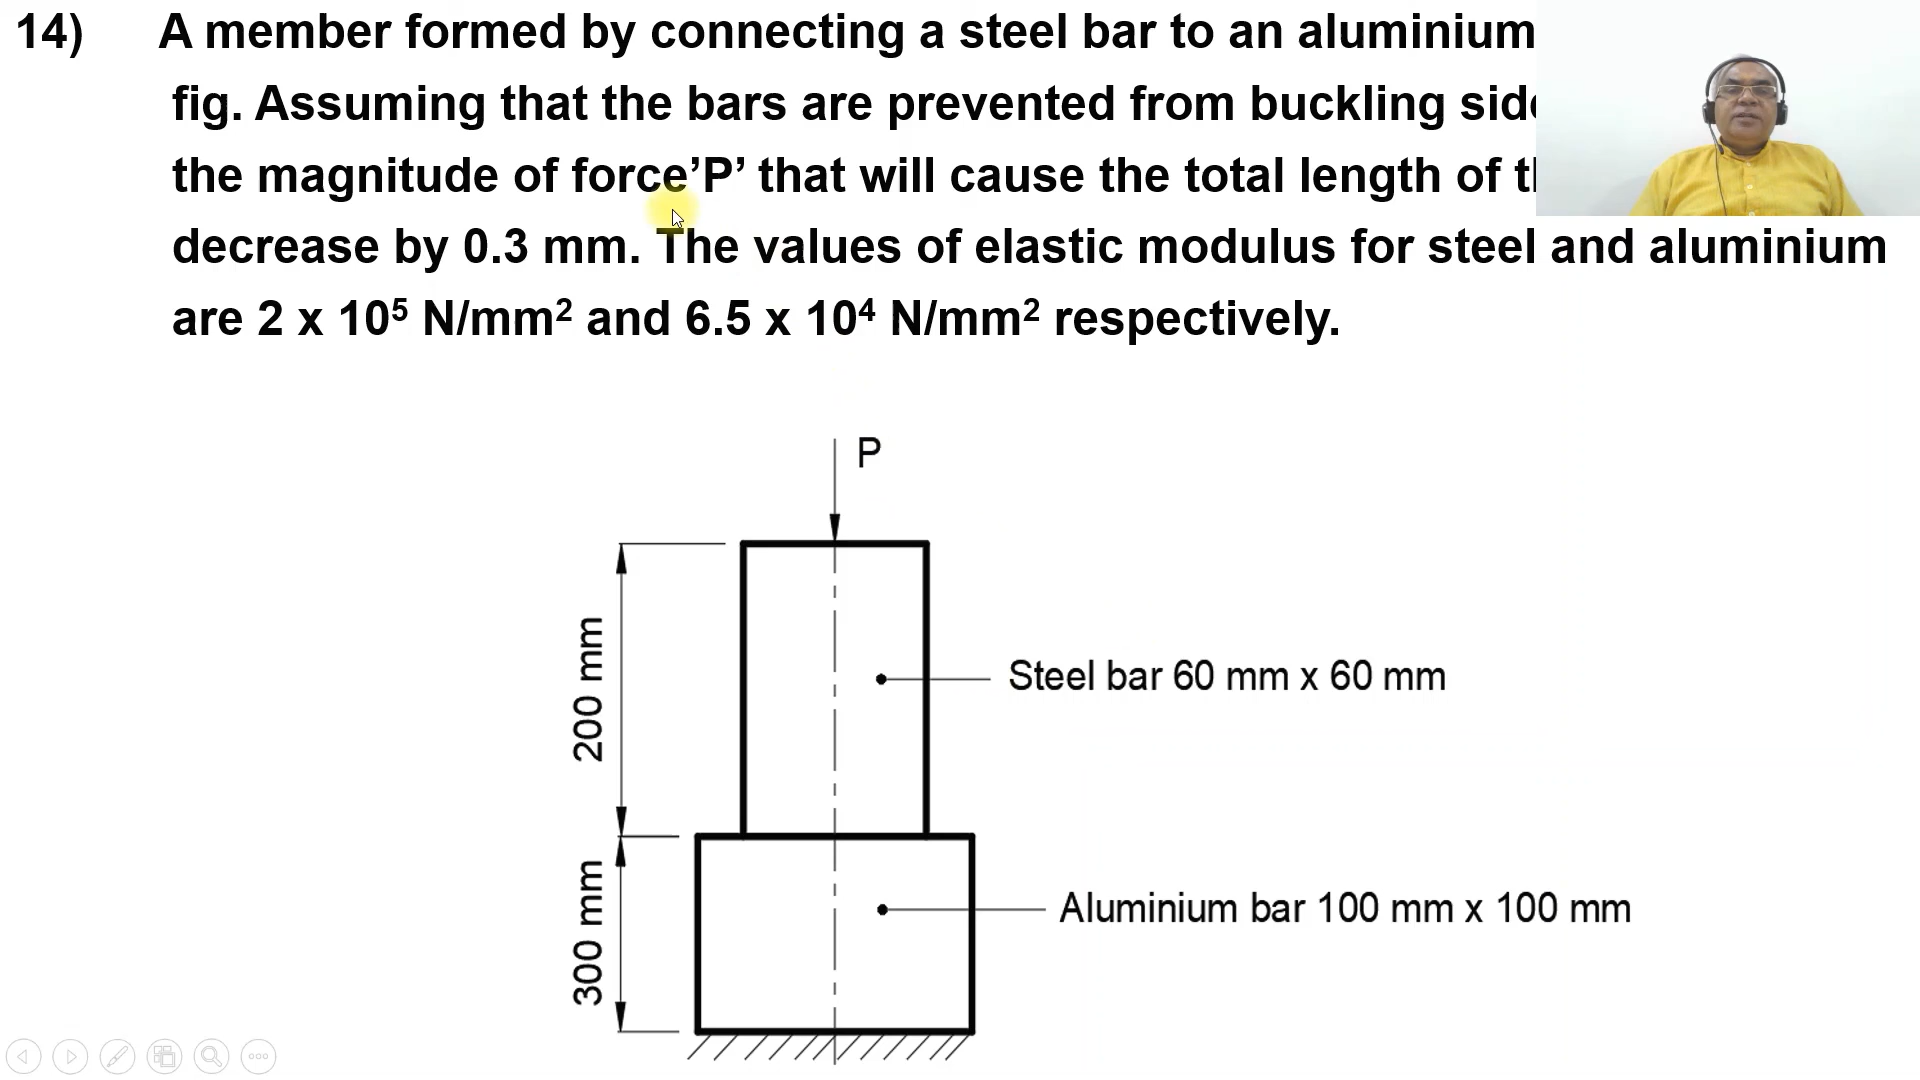 14) A member formed by connecting a steel bar to an aluminium
fig. Assuming that the bars are prevented from buckling
the magnitude of force’P’ that will cause the total length of
decrease by 0.3 mm. The values of elastic modulus for steel and aluminium
are 2 x 10⁵ N/mm² and 6.5 x 10⁴ N/mm² respectively.
P
200 mm
Steel bar 60 mm x 60 mm
300 mm
Aluminium bar 100 mm x 100 mm